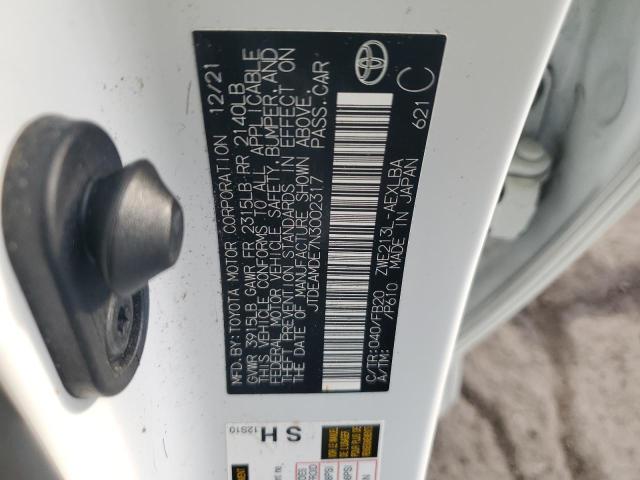 MFD.BY: TOYOTA MOTOR CORPORATION 12/21
GVWR 3915LB GAWR FR 2315LB·RR 2140LB
THIS VEHICLE CONFORMS TO ALL APPLICABLE
FEDERAL MOTOR VEHICLE SAFETY, BUMPER, AND
THEFT PREVENTION STANDARDS IN EFFECT ON
THE DATE OF MANUFACTURE SHOWN ABOVE.
JTDEAMDE7N3002317 PASS.CAR
C/TR: 040/FB20 ZWE213L-AEXLBA 621 C
A/TM: /P610 MADE IN JAPAN
S H
12S10